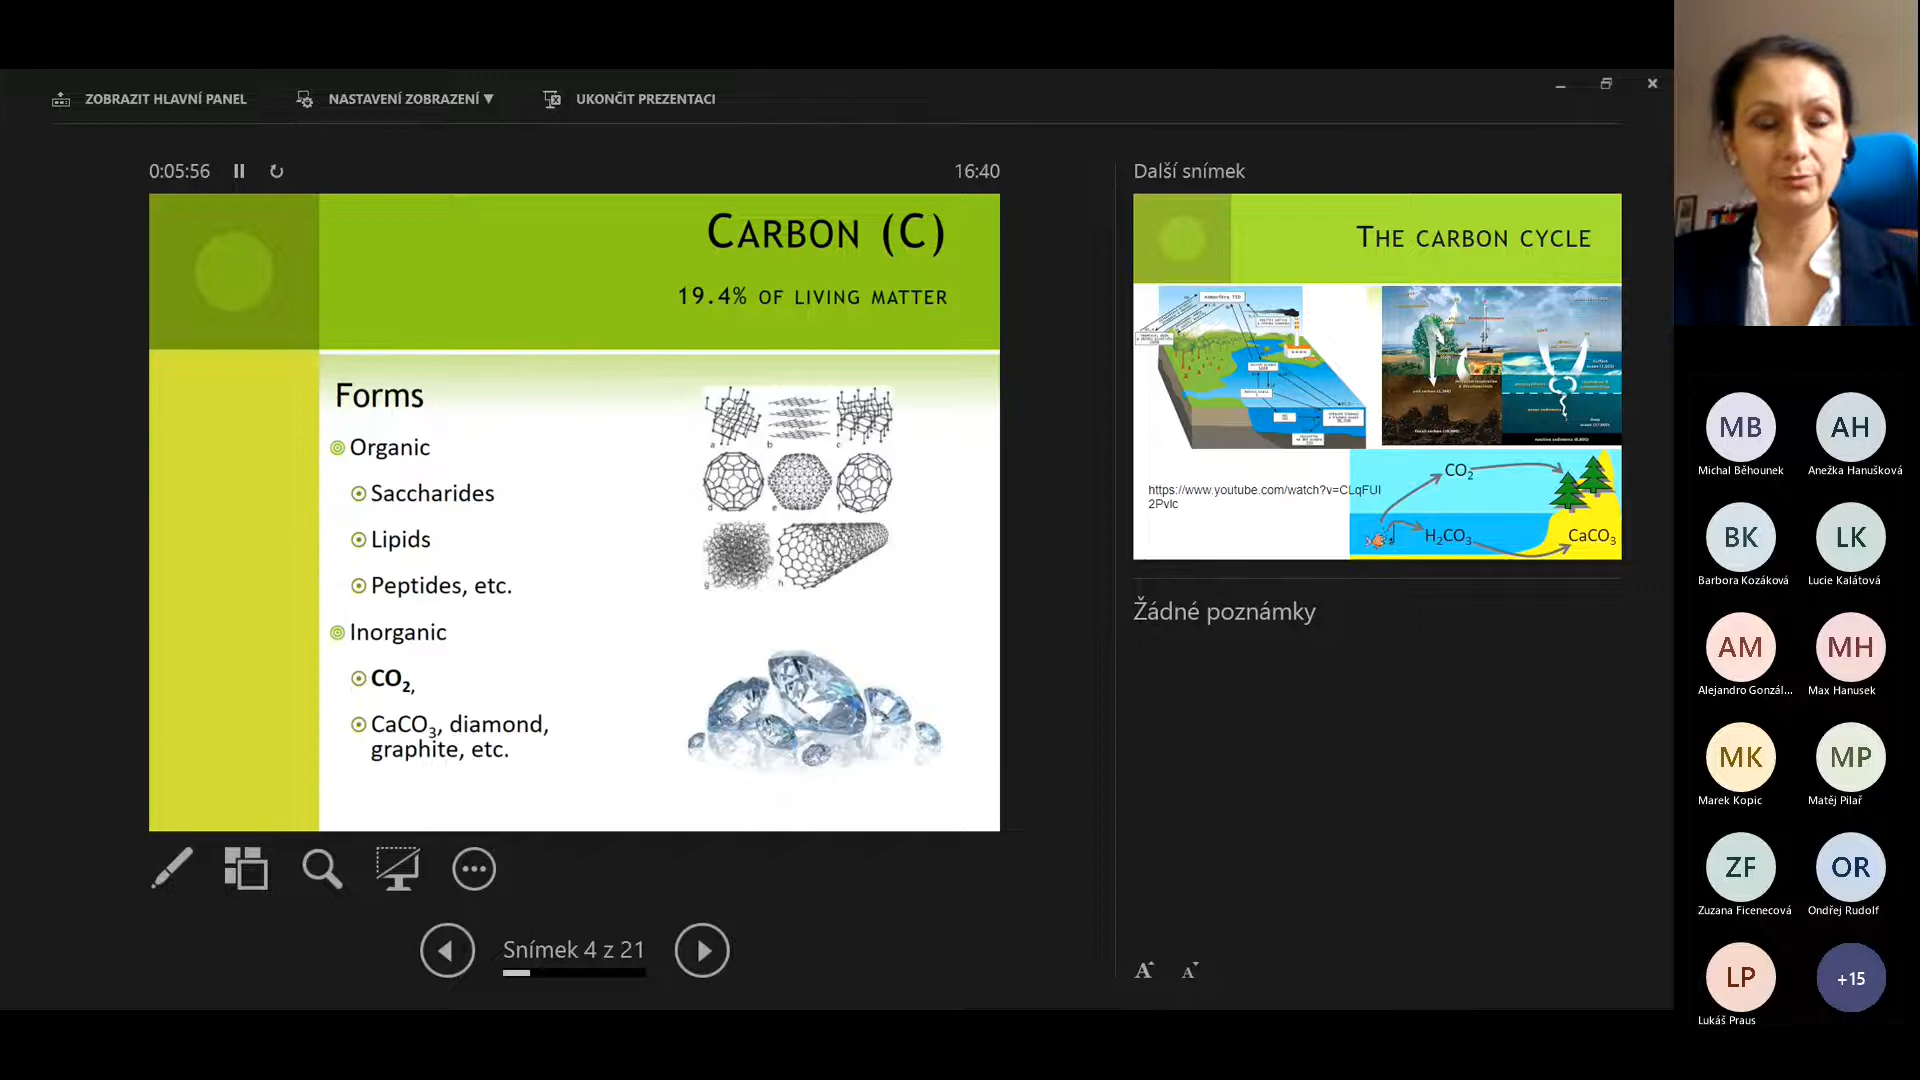 ZOBRAZIT HLAVNÍ PANEL
NASTAVENÍ ZOBRAZENÍ ▼
UKONČIT PREZENTACI
0:05:56
16:40
CARBON (C)
19.4% OF LIVING MATTER
Forms
Organic
Saccharides
Lipids
Peptides, etc.
Inorganic
CO2,
CaCO3, diamond,
graphite, etc.
a b c
d e f
g h
Snímek 4 z 21
Další snímek
THE CARBON CYCLE
https://www.youtube.com/watch?v=CLqFUI
2PvIc
CO2
H2CO3
CaCO3
Žádné poznámky
A A
MB
Michal Běhounek
AH
Anežka Hanušková
BK
Barbora Kozáková
LK
Lucie Kalátová
AM
Alejandro Gonzál...
MH
Max Hanusek
MK
Marek Kopic
MP
Matěj Pilař
ZF
Zuzana Ficenecová
OR
Ondřej Rudolf
LP
Lukáš Praus
+15